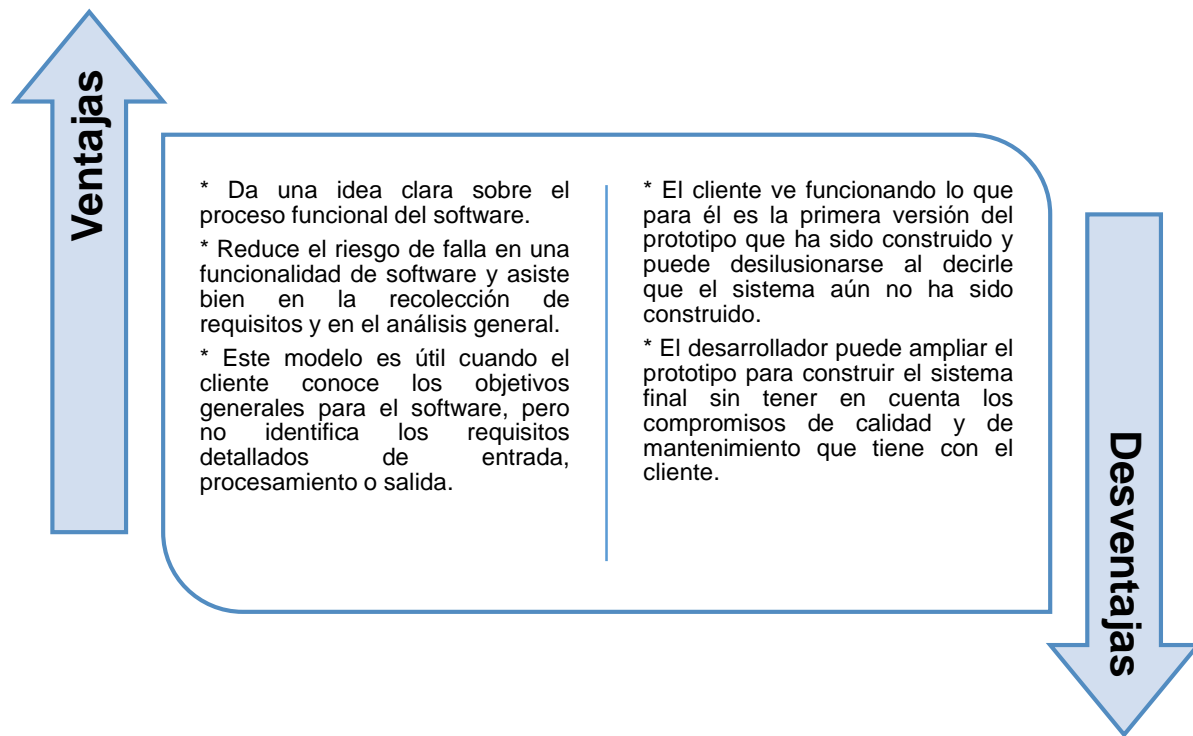 Ventajas
* Da una idea clara sobre el
proceso funcional del software.
* Reduce el riesgo de falla en una
funcionalidad de software y asiste
bien en la recolección de
requisitos y en el análisis general.
* Este modelo es útil cuando el
cliente conoce los objetivos
generales para el software, pero
no identifica los requisitos
detallados de entrada,
procesamiento o salida.
* El cliente ve funcionando lo que
para él es la primera versión del
prototipo que ha sido construido y
puede desilusionarse al decirle
que el sistema aún no ha sido
construido.
* El desarrollador puede ampliar el
prototipo para construir el sistema
final sin tener en cuenta los
compromisos de calidad y de
mantenimiento que tiene con el
cliente.
Desventajas